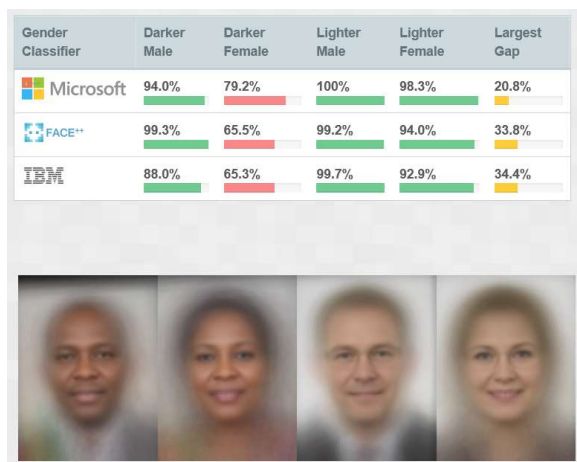 Gender Classifier Darker Male Darker Female Lighter Male Lighter Female Largest Gap
Microsoft 94.0% 79.2% 100% 98.3% 20.8%
FACE++ 99.3% 65.5% 99.2% 94.0% 33.8%
IBM 88.0% 65.3% 99.7% 92.9% 34.4%